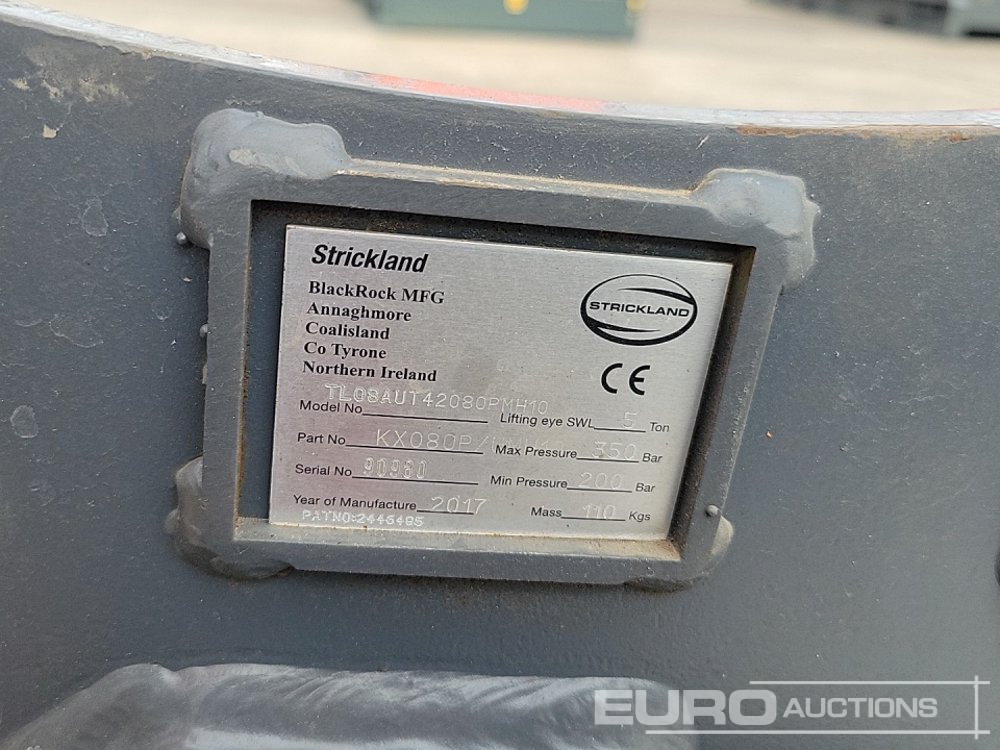 Strickland
BlackRock MFG
Annaghmore
Coalisland
Co Tyrone
Northern Ireland
STRICKLAND
CE
Model No TL08AUT42080PMH10 Lifting eye SWL 5 Ton
Part No Max Pressure 350 Bar
Serial No 90980 Min Pressure 200 Bar
Year of Manufacture 2017 Mass 110 Kgs
PATNO:2446485
EURO AUCTIONS